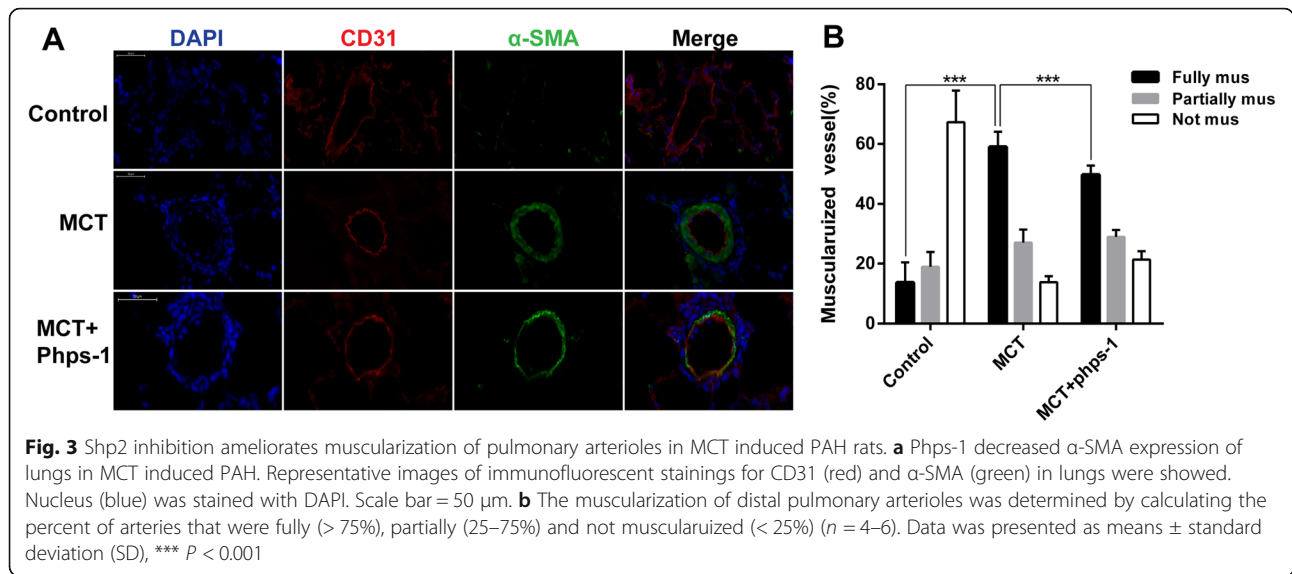 A
DAPI
CD31
α-SMA
Merge
Control
MCT
MCT+
Phps-1
B
Muscularuized vessel(%)
80
60
40
20
0
***
***
Fully mus
Partially mus
Not mus
Control
MCT
MCT+phps-1
Fig. 3 Shp2 inhibition ameliorates muscularization of pulmonary arterioles in MCT induced PAH rats. a Phps-1 decreased α-SMA expression of
lungs in MCT induced PAH. Representative images of immunofluorescent stainings for CD31 (red) and α-SMA (green) in lungs were showed.
Nucleus (blue) was stained with DAPI. Scale bar = 50 μm. b The muscularization of distal pulmonary arterioles was determined by calculating the
percent of arteries that were fully (> 75%), partially (25–75%) and not muscularuized (< 25%) (n = 4–6). Data was presented as means ± standard
deviation (SD), *** P < 0.001